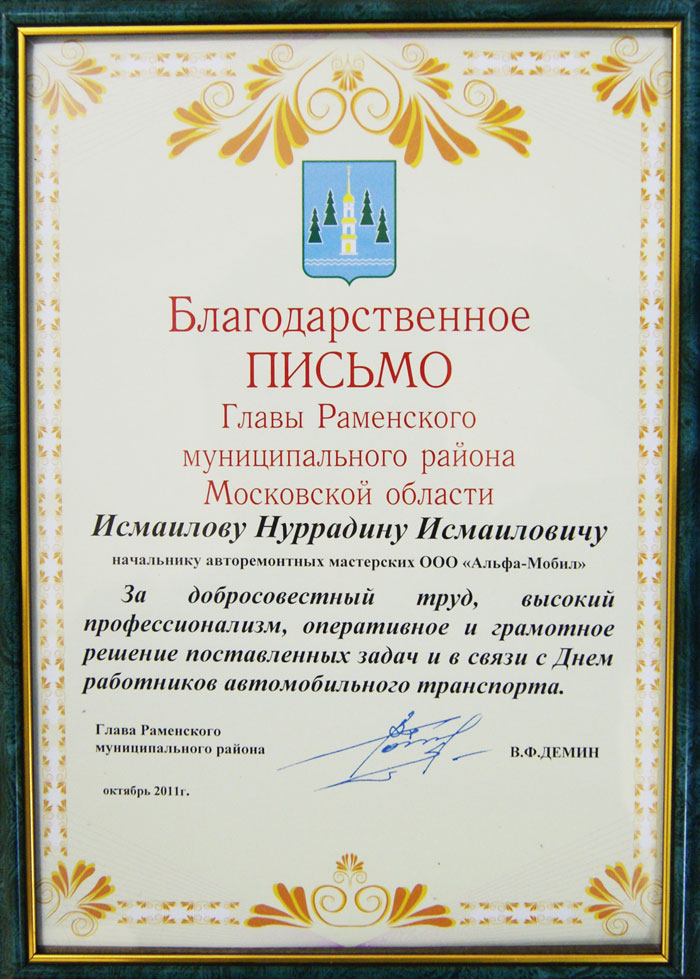 Благодарственное
ПИСЬМО
Главы Раменского
муниципального района
Московской области
Исмаилову Нуррадину Исмаиловичу
начальнику авторемонтных мастерских ООО «Альфа-Мобил»
За добросовестный труд, высокий
профессионализм, оперативное и грамотное
решение поставленных задач и в связи с Днем
работников автомобильного транспорта.
Глава Раменского
муниципального района
В.Ф.ДЕМИН
октябрь 2011г.